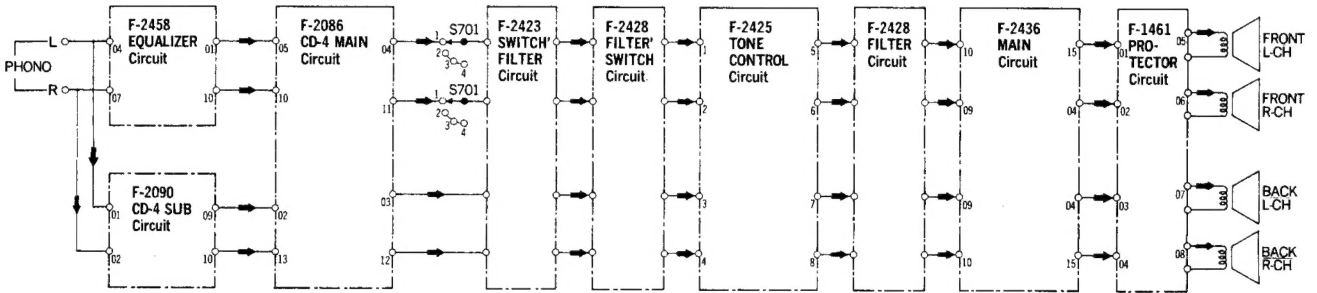 PHONO
L
R
F-2458
EQUALIZER
Circuit
04
07
01
10
F-2090
CD-4 SUB
Circuit
01
02
09
10
F-2086
CD-4 MAIN
Circuit
05
10
02
13
04
11
03
12
S701
1
2
3
4
S701
1
2
3
4
F-2423
SWITCH'
FILTER
Circuit
F-2428
FILTER'
SWITCH
Circuit
F-2425
TONE
CONTROL
Circuit
1
2
3
4
5
6
7
8
F-2428
FILTER
Circuit
F-2436
MAIN
Circuit
10
09
09
10
15
04
04
15
F-1461
PRO-
TECTOR
Circuit
01
02
03
04
05
06
07
08
FRONT
L-CH
FRONT
R-CH
BACK
L-CH
BACK
R-CH